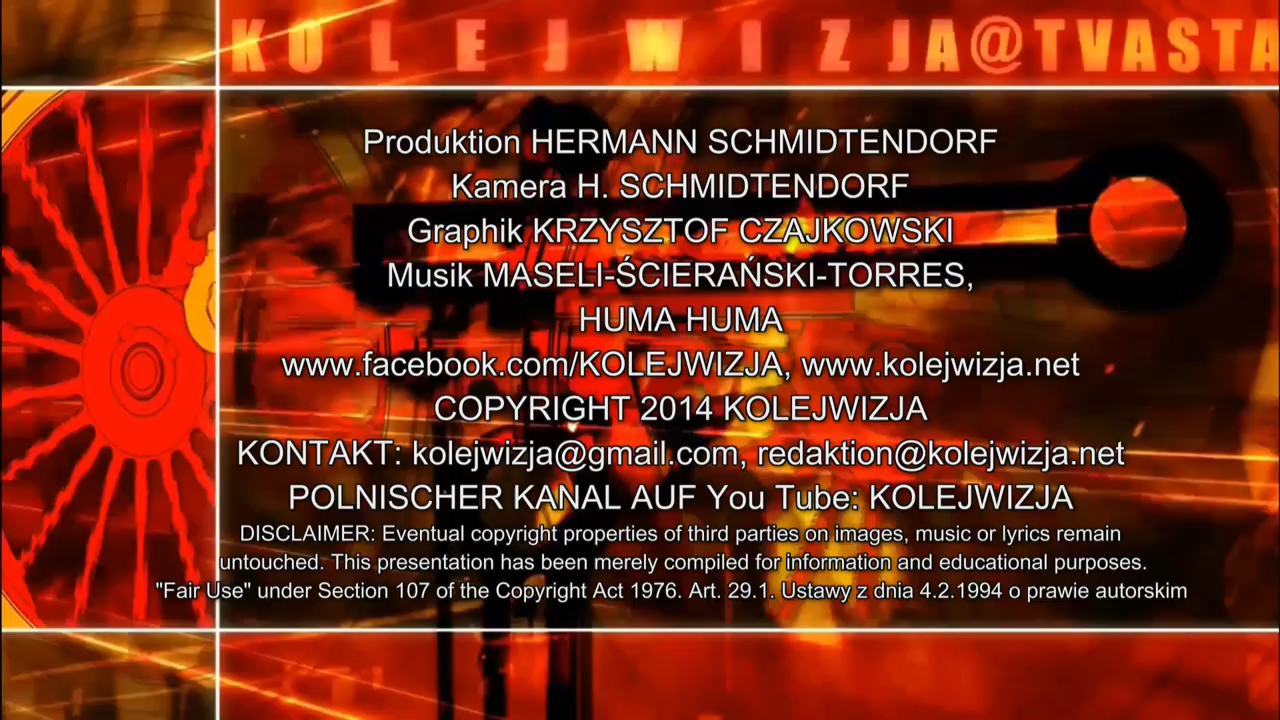 KOLEJWIZJA@TVASTA
Produktion HERMANN SCHMIDTENDORF
Kamera H. SCHMIDTENDORF
Graphik KRZYSZTOF CZAJKOWSKI
Musik MASELI-ŚCIERAŃSKI-TORRES,
HUMA HUMA
www.facebook.com/KOLEJWIZJA, www.kolejwizja.net
COPYRIGHT 2014 KOLEJWIZJA
KONTAKT: kolejwizja@gmail.com, redaktion@kolejwizja.net
POLNISCHER KANAL AUF You Tube: KOLEJWIZJA
DISCLAIMER: Eventual copyright properties of third parties on images, music or lyrics remain
untouched. This presentation has been merely compiled for information and educational purposes.
"Fair Use" under Section 107 of the Copyright Act 1976. Art. 29.1. Ustawy z dnia 4.2.1994 o prawie autorskim